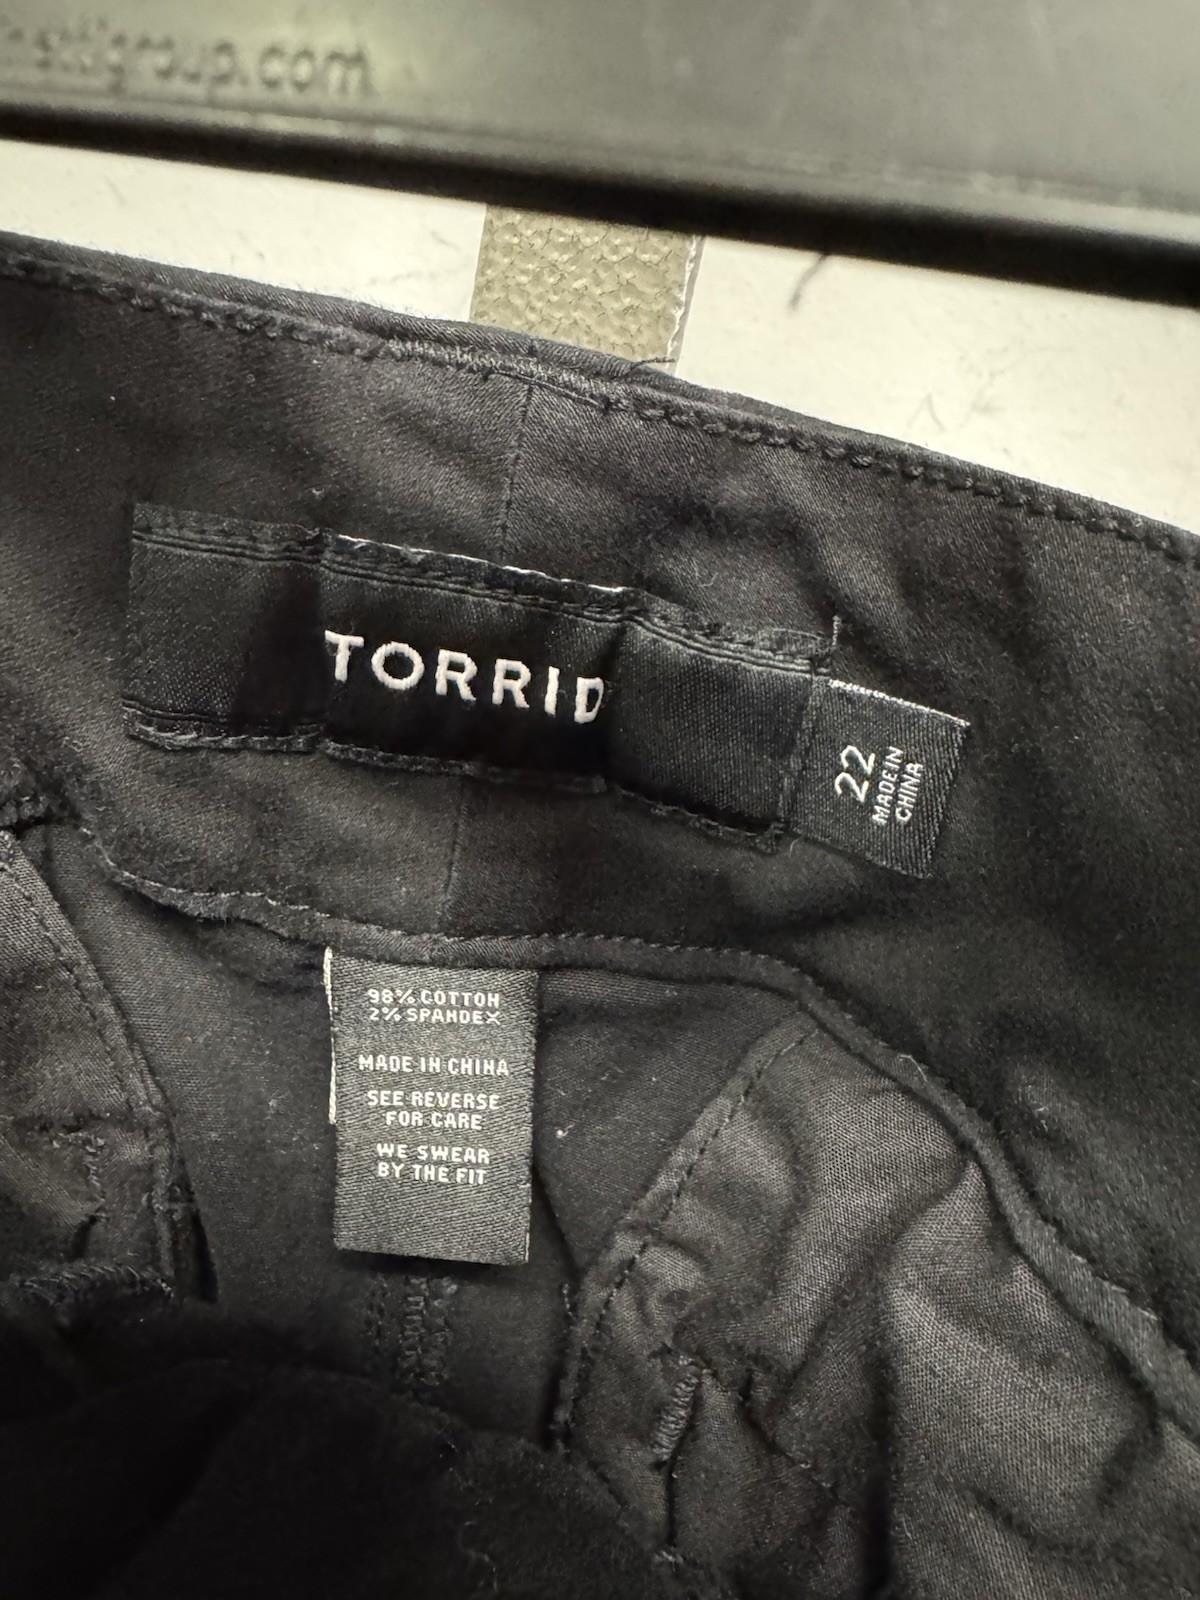 stigroup.com
TORRID
22
MADE IN
CHINA
98% COTTON
2% SPANDEX
MADE IN CHINA
SEE REVERSE
FOR CARE
WE SWEAR
BY THE FIT